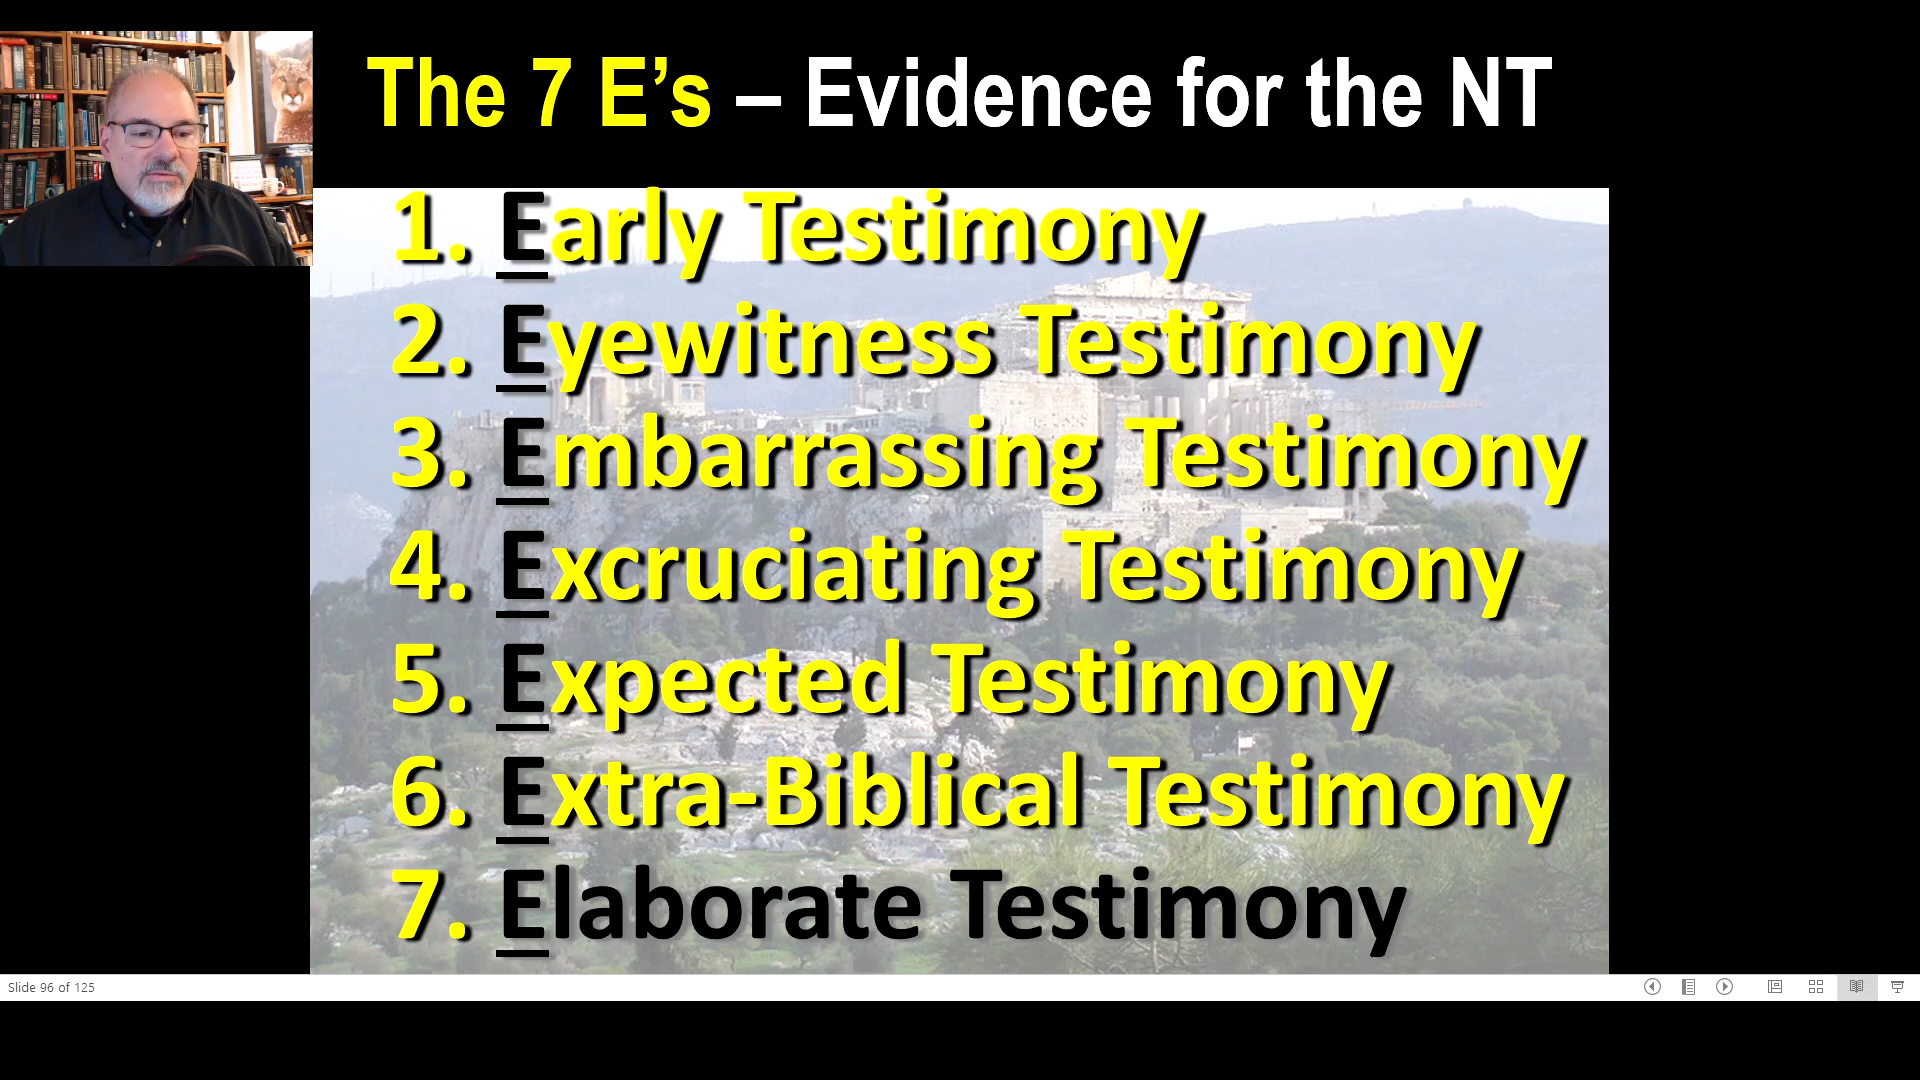 The 7 E’s – Evidence for the NT
1. Early Testimony
2. Eyewitness Testimony
3. Embarrassing Testimony
4. Excruciating Testimony
5. Expected Testimony
6. Extra-Biblical Testimony
7. Elaborate Testimony
Slide 96 of 125